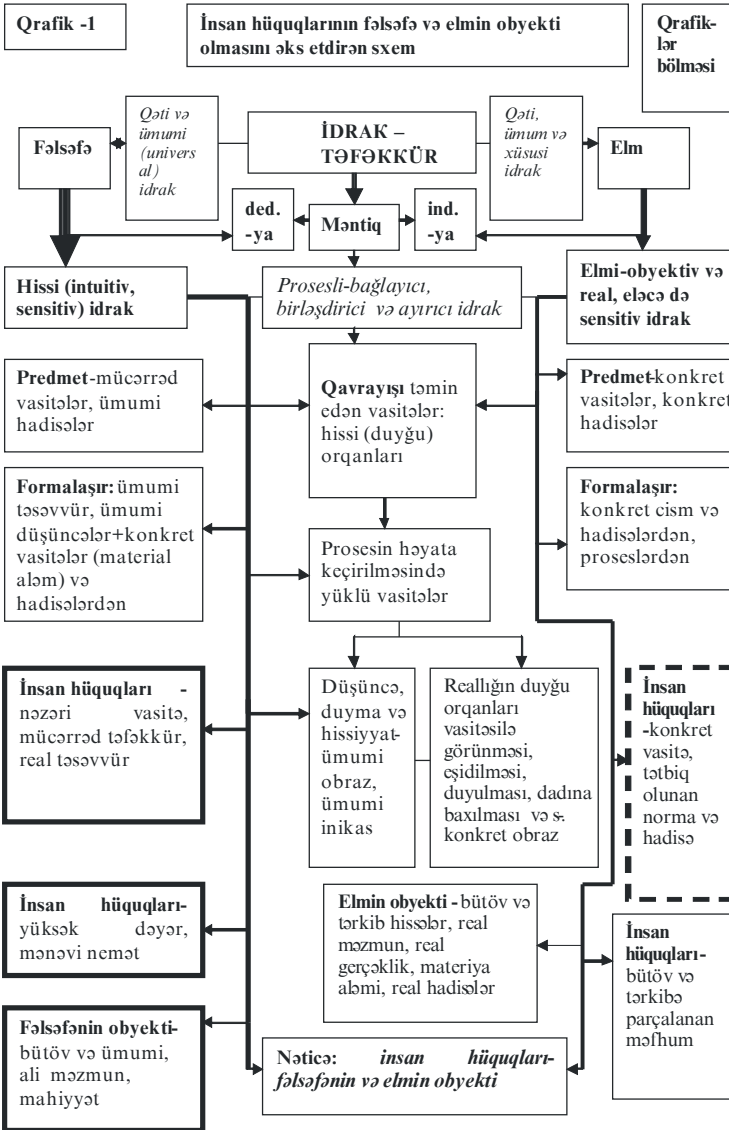 Qrafik -1
İnsan hüquqlarının fəlsəfə və elmin obyekti
olmasını əks etdirən sxem
Qrafik-
lər
bölməsi
Fəlsəfə
Qəti və
ümumi
(univers
al)
idrak
İDRAK –
TƏFƏKKÜR
Qəti,
ümum və
xüsusi
idrak
Elm
ded.
-ya
Məntiq
ind.
-ya
Hissi (intuitiv,
sensitiv) idrak
Prosesli-bağlayıcı,
birləşdirici və ayırıcı idrak
Elmi-obyektiv və
real, eləcə də
sensitiv idrak
Predmet-mücərrəd
vasitələr, ümumi
hadisələr
Qavrayışı təmin
edən vasitələr:
hissi (duyğu)
orqanları
Predmet-konkret
vasitələr, konkret
hadisələr
Formalaşır: ümumi
təsəvvür, ümumi
düşüncələr+konkret
vasitələr (material
aləm) və
hadisələrdən
Prosesin həyata
keçirilməsində
yüklü vasitələr
Formalaşır:
konkret cism və
hadisələrdən,
proseslərdən
İnsan hüquqları -
nəzəri vasitə,
mücərrəd təfəkkür,
real təsəvvür
Düşüncə,
duyma və
hissiyyat-
ümumi
obraz,
ümumi
inikas
Reallığın duyğu
orqanları
vasitəsilə
görünməsi,
eşidilməsi,
duyulması, dadına
baxılması və s.-
konkret obraz
İnsan
hüquqları
-konkret
vasitə,
tətbiq
olunan
norma və
hadisə
İnsan hüquqları-
yüksək dəyər,
mənəvi nemət
Elmin obyekti - bütöv və
tərkib hissələr, real
məzmun, real
gerçəklik, materiya
aləmi, real hadisələr
İnsan
hüquqları-
bütöv və
tərkibə
parçalanan
məfhum
Fəlsəfənin obyekti-
bütöv və ümumi,
ali məzmun,
mahiyyət
Nəticə: insan hüquqları-
fəlsəfənin və elmin obyekti